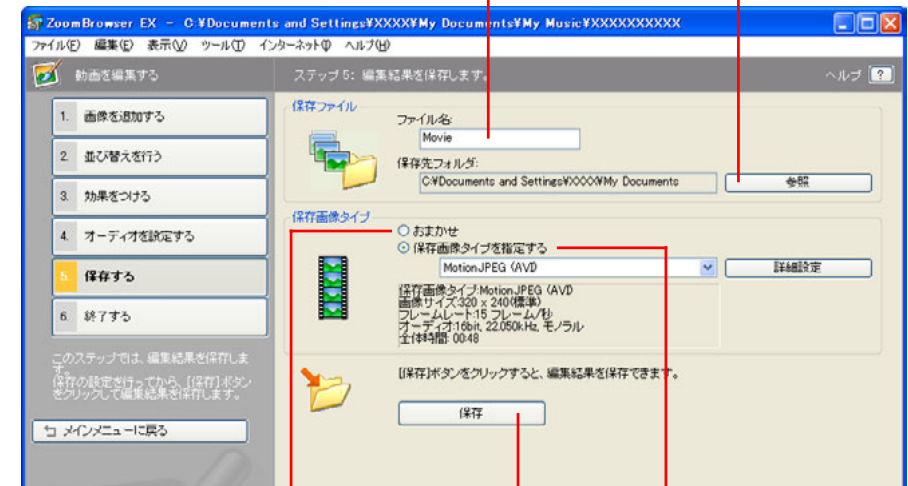 ZoomBrowser EX - C:¥Documents and Settings¥XXXX¥My Documents¥My Music¥XXXXXXXXXX
ファイル(F) 編集(E) 表示(V) ツール(T) インターネット(I) ヘルプ(H)
動画を編集する
ステップ5: 編集結果を保存します。
ヘルプ ?
1. 画像を追加する
2. 並び替えを行う
3. 効果をつける
4. オーディオを設定する
5. 保存する
6. 終了する
このステップでは、編集結果を保存しま
す。
保存の設定を行ってから、[保存]ボタン
をクリックして編集結果を保存します。
メインメニューに戻る
保存ファイル
ファイル名:
Movie
保存先フォルダ:
C:¥Documents and Settings¥XXXX¥My Documents
参照
保存画像タイプ
おまかせ
保存画像タイプを指定する
MotionJPEG (AVI)
詳細設定
保存画像タイプ:MotionJPEG (AVI)
画像サイズ:320 x 240(標準)
フレームレート:15 フレーム/秒
オーディオ:16bit, 22.050kHz, モノラル
全体時間: 00:48
[保存]ボタンをクリックすると、編集結果を保存できます。
保存